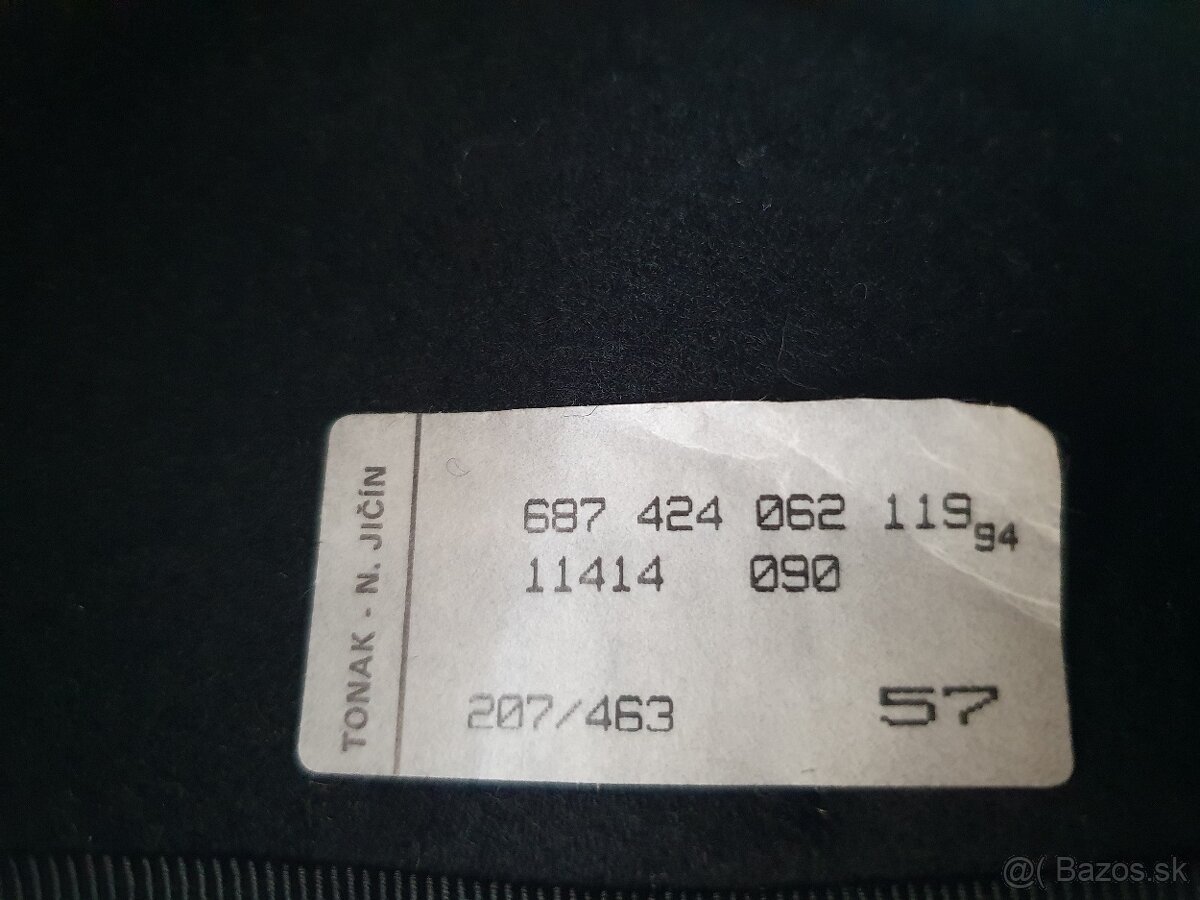 TONAK - N. JIČÍN
687 424 062 119 94
11414 090
207/463 57
@( Bazos.sk